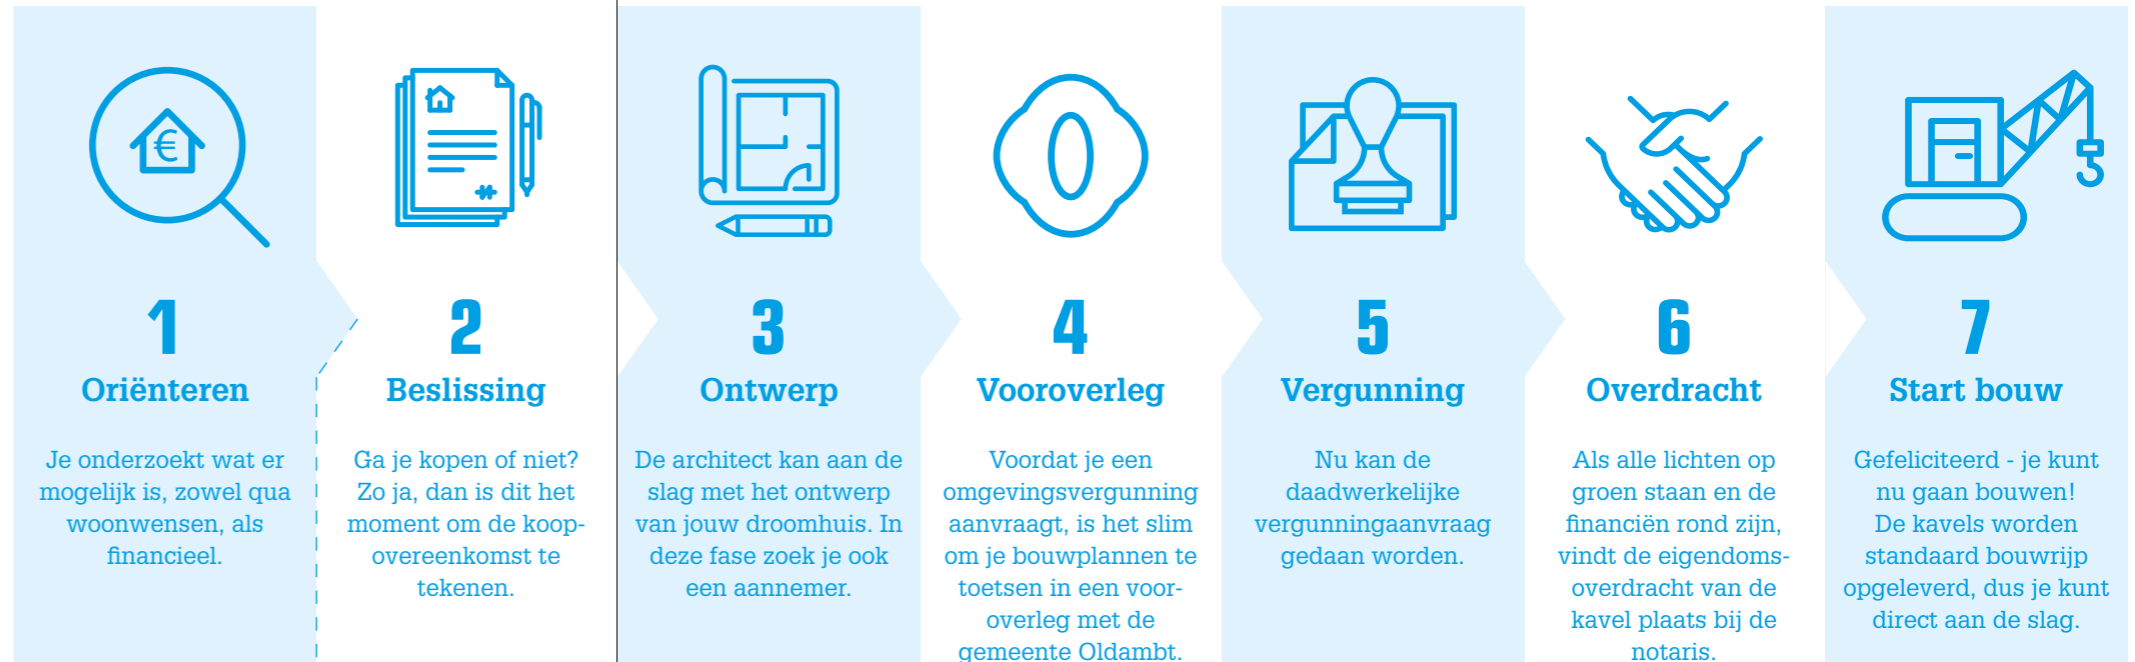 €
1
Oriënteren
Je onderzoekt wat er
mogelijk is, zowel qua
woonwensen, als
financieel.
2
Beslissing
Ga je kopen of niet?
Zo ja, dan is dit het
moment om de koop-
overeenkomst te
tekenen.
3
Ontwerp
De architect kan aan de
slag met het ontwerp
van jouw droomhuis. In
deze fase zoek je ook
een aannemer.
4
Vooroverleg
Voordat je een
omgevingsvergunning
aanvraagt, is het slim
om je bouwplannen te
toetsen in een voor-
overleg met de
gemeente Oldambt.
5
Vergunning
Nu kan de
daadwerkelijke
vergunningaanvraag
gedaan worden.
6
Overdracht
Als alle lichten op
groen staan en de
financiën rond zijn,
vindt de eigendoms-
overdracht van de
kavel plaats bij de
notaris.
7
Start bouw
Gefeliciteerd - je kunt
nu gaan bouwen!
De kavels worden
standaard bouwrijp
opgeleverd, dus je kunt
direct aan de slag.